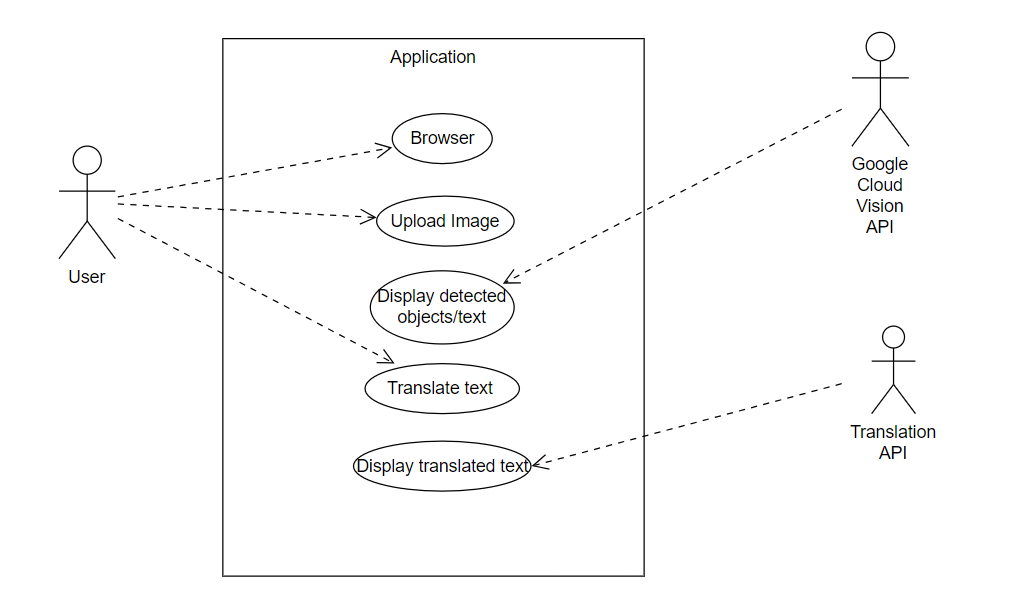 Application
Browser
Upload Image
Display detected
objects/text
Translate text
Display translated text
User
Google
Cloud
Vision
API
Translation
API